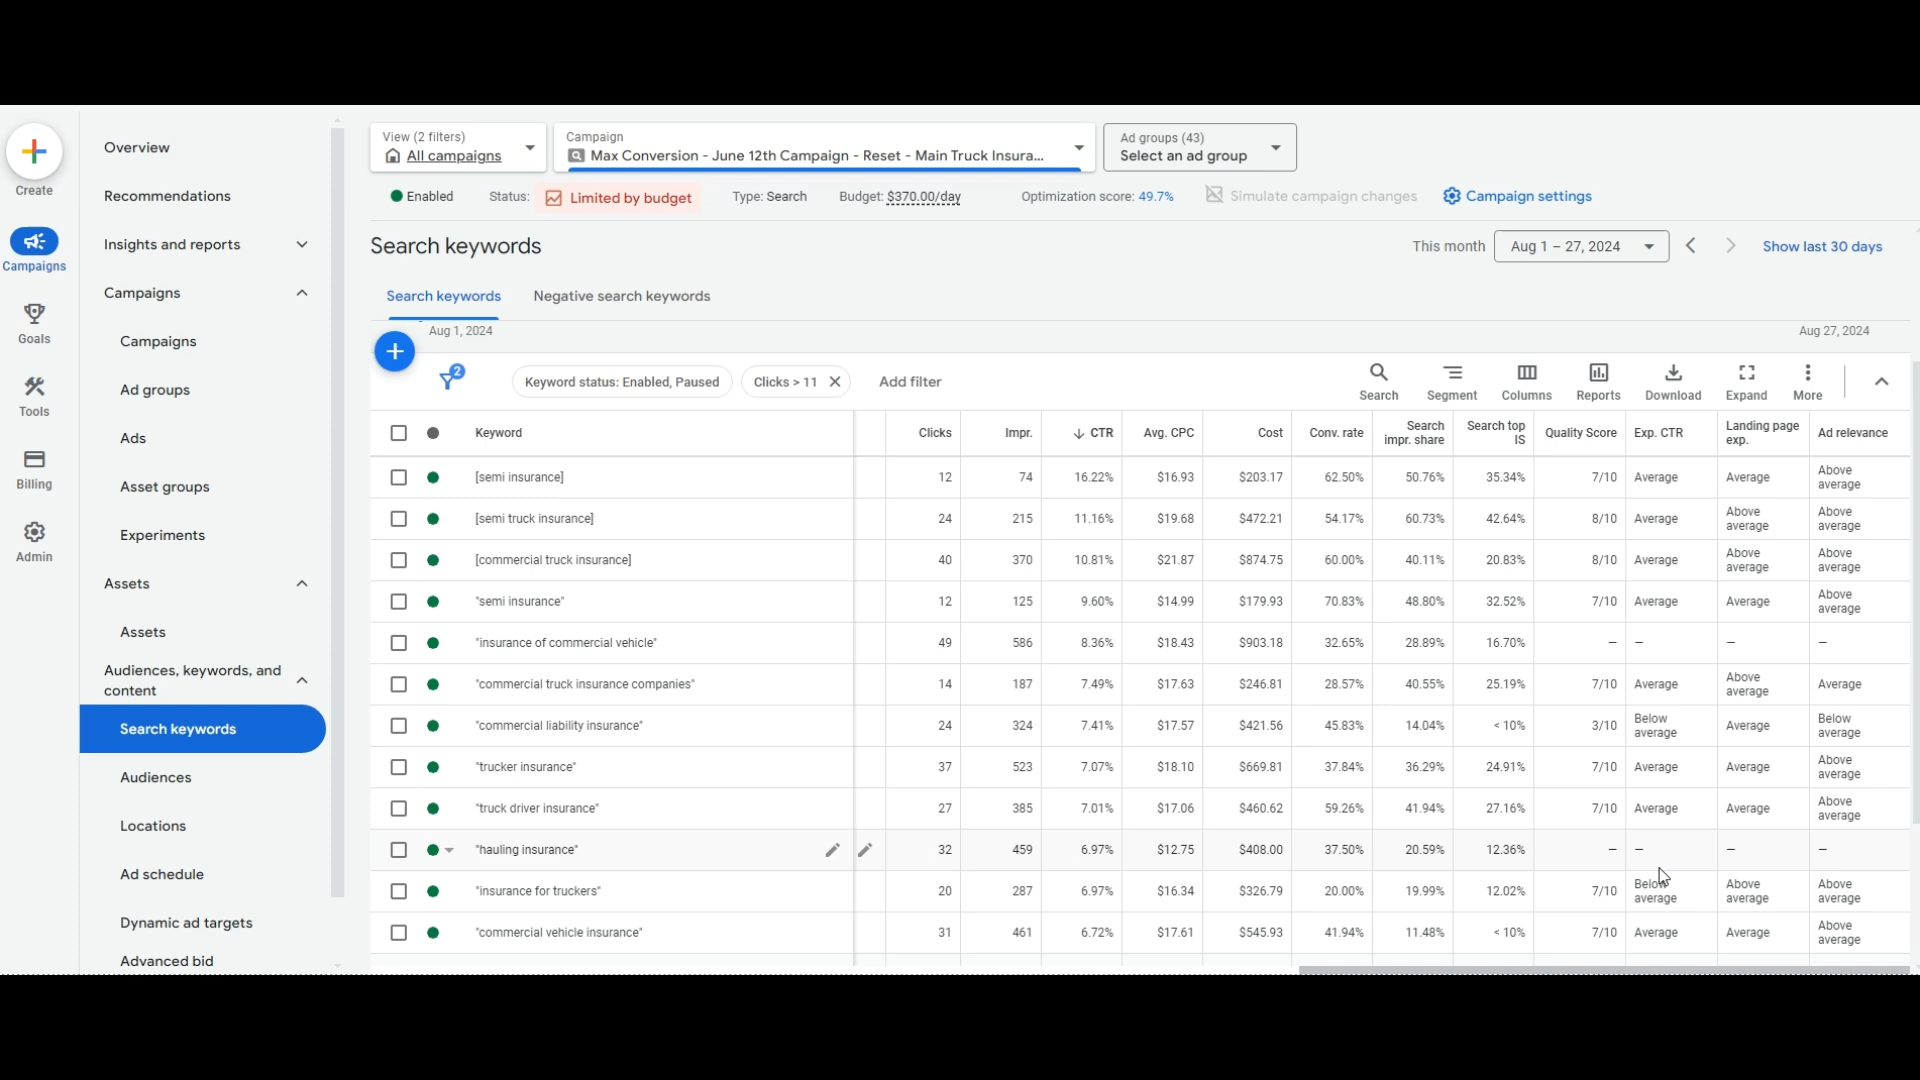 Create
Campaigns
Goals
Tools
Billing
Admin
Overview
Recommendations
Insights and reports
Campaigns
Campaigns
Ad groups
Ads
Asset groups
Experiments
Assets
Assets
Audiences, keywords, and
content
Search keywords
Audiences
Locations
Ad schedule
Dynamic ad targets
Advanced bid
View (2 filters)
All campaigns
Campaign
Max Conversion - June 12th Campaign - Reset - Main Truck Insura...
Ad groups (43)
Select an ad group
Enabled Status: Limited by budget Type: Search Budget: $370.00/day Optimization score: 49.7% Simulate campaign changes Campaign settings
Search keywords
This month Aug 1 – 27, 2024 Show last 30 days
Search keywords Negative search keywords
Aug 1, 2024 Aug 27, 2024
2 Keyword status: Enabled, Paused Clicks > 11 Add filter
Search Segment Columns Reports Download Expand More
Keyword Clicks Impr. CTR Avg. CPC Cost Conv. rate Search impr. share Search top IS Quality Score Exp. CTR Landing page exp. Ad relevance
[semi insurance] 12 74 16.22% $16.93 $203.17 62.50% 50.76% 35.34% 7/10 Average Average Above average
[semi truck insurance] 24 215 11.16% $19.68 $472.21 54.17% 60.73% 42.64% 8/10 Average Above average Above average
[commercial truck insurance] 40 370 10.81% $21.87 $874.75 60.00% 40.11% 20.83% 8/10 Average Above average Above average
"semi insurance" 12 125 9.60% $14.99 $179.93 70.83% 48.80% 32.52% 7/10 Average Average Above average
"insurance of commercial vehicle" 49 586 8.36% $18.43 $903.18 32.65% 28.89% 16.70% – – – –
"commercial truck insurance companies" 14 187 7.49% $17.63 $246.81 28.57% 40.55% 25.19% 7/10 Average Above average Average
"commercial liability insurance" 24 324 7.41% $17.57 $421.56 45.83% 14.04% < 10% 3/10 Below average Average Below average
"trucker insurance" 37 523 7.07% $18.10 $669.81 37.84% 36.29% 24.91% 7/10 Average Average Above average
"truck driver insurance" 27 385 7.01% $17.06 $460.62 59.26% 41.94% 27.16% 7/10 Average Average Above average
"hauling insurance" 32 459 6.97% $12.75 $408.00 37.50% 20.59% 12.36% – – – –
"insurance for truckers" 20 287 6.97% $16.34 $326.79 20.00% 19.99% 12.02% 7/10 Below average Above average Above average
"commercial vehicle insurance" 31 461 6.72% $17.61 $545.93 41.94% 11.48% < 10% 7/10 Average Average Above average